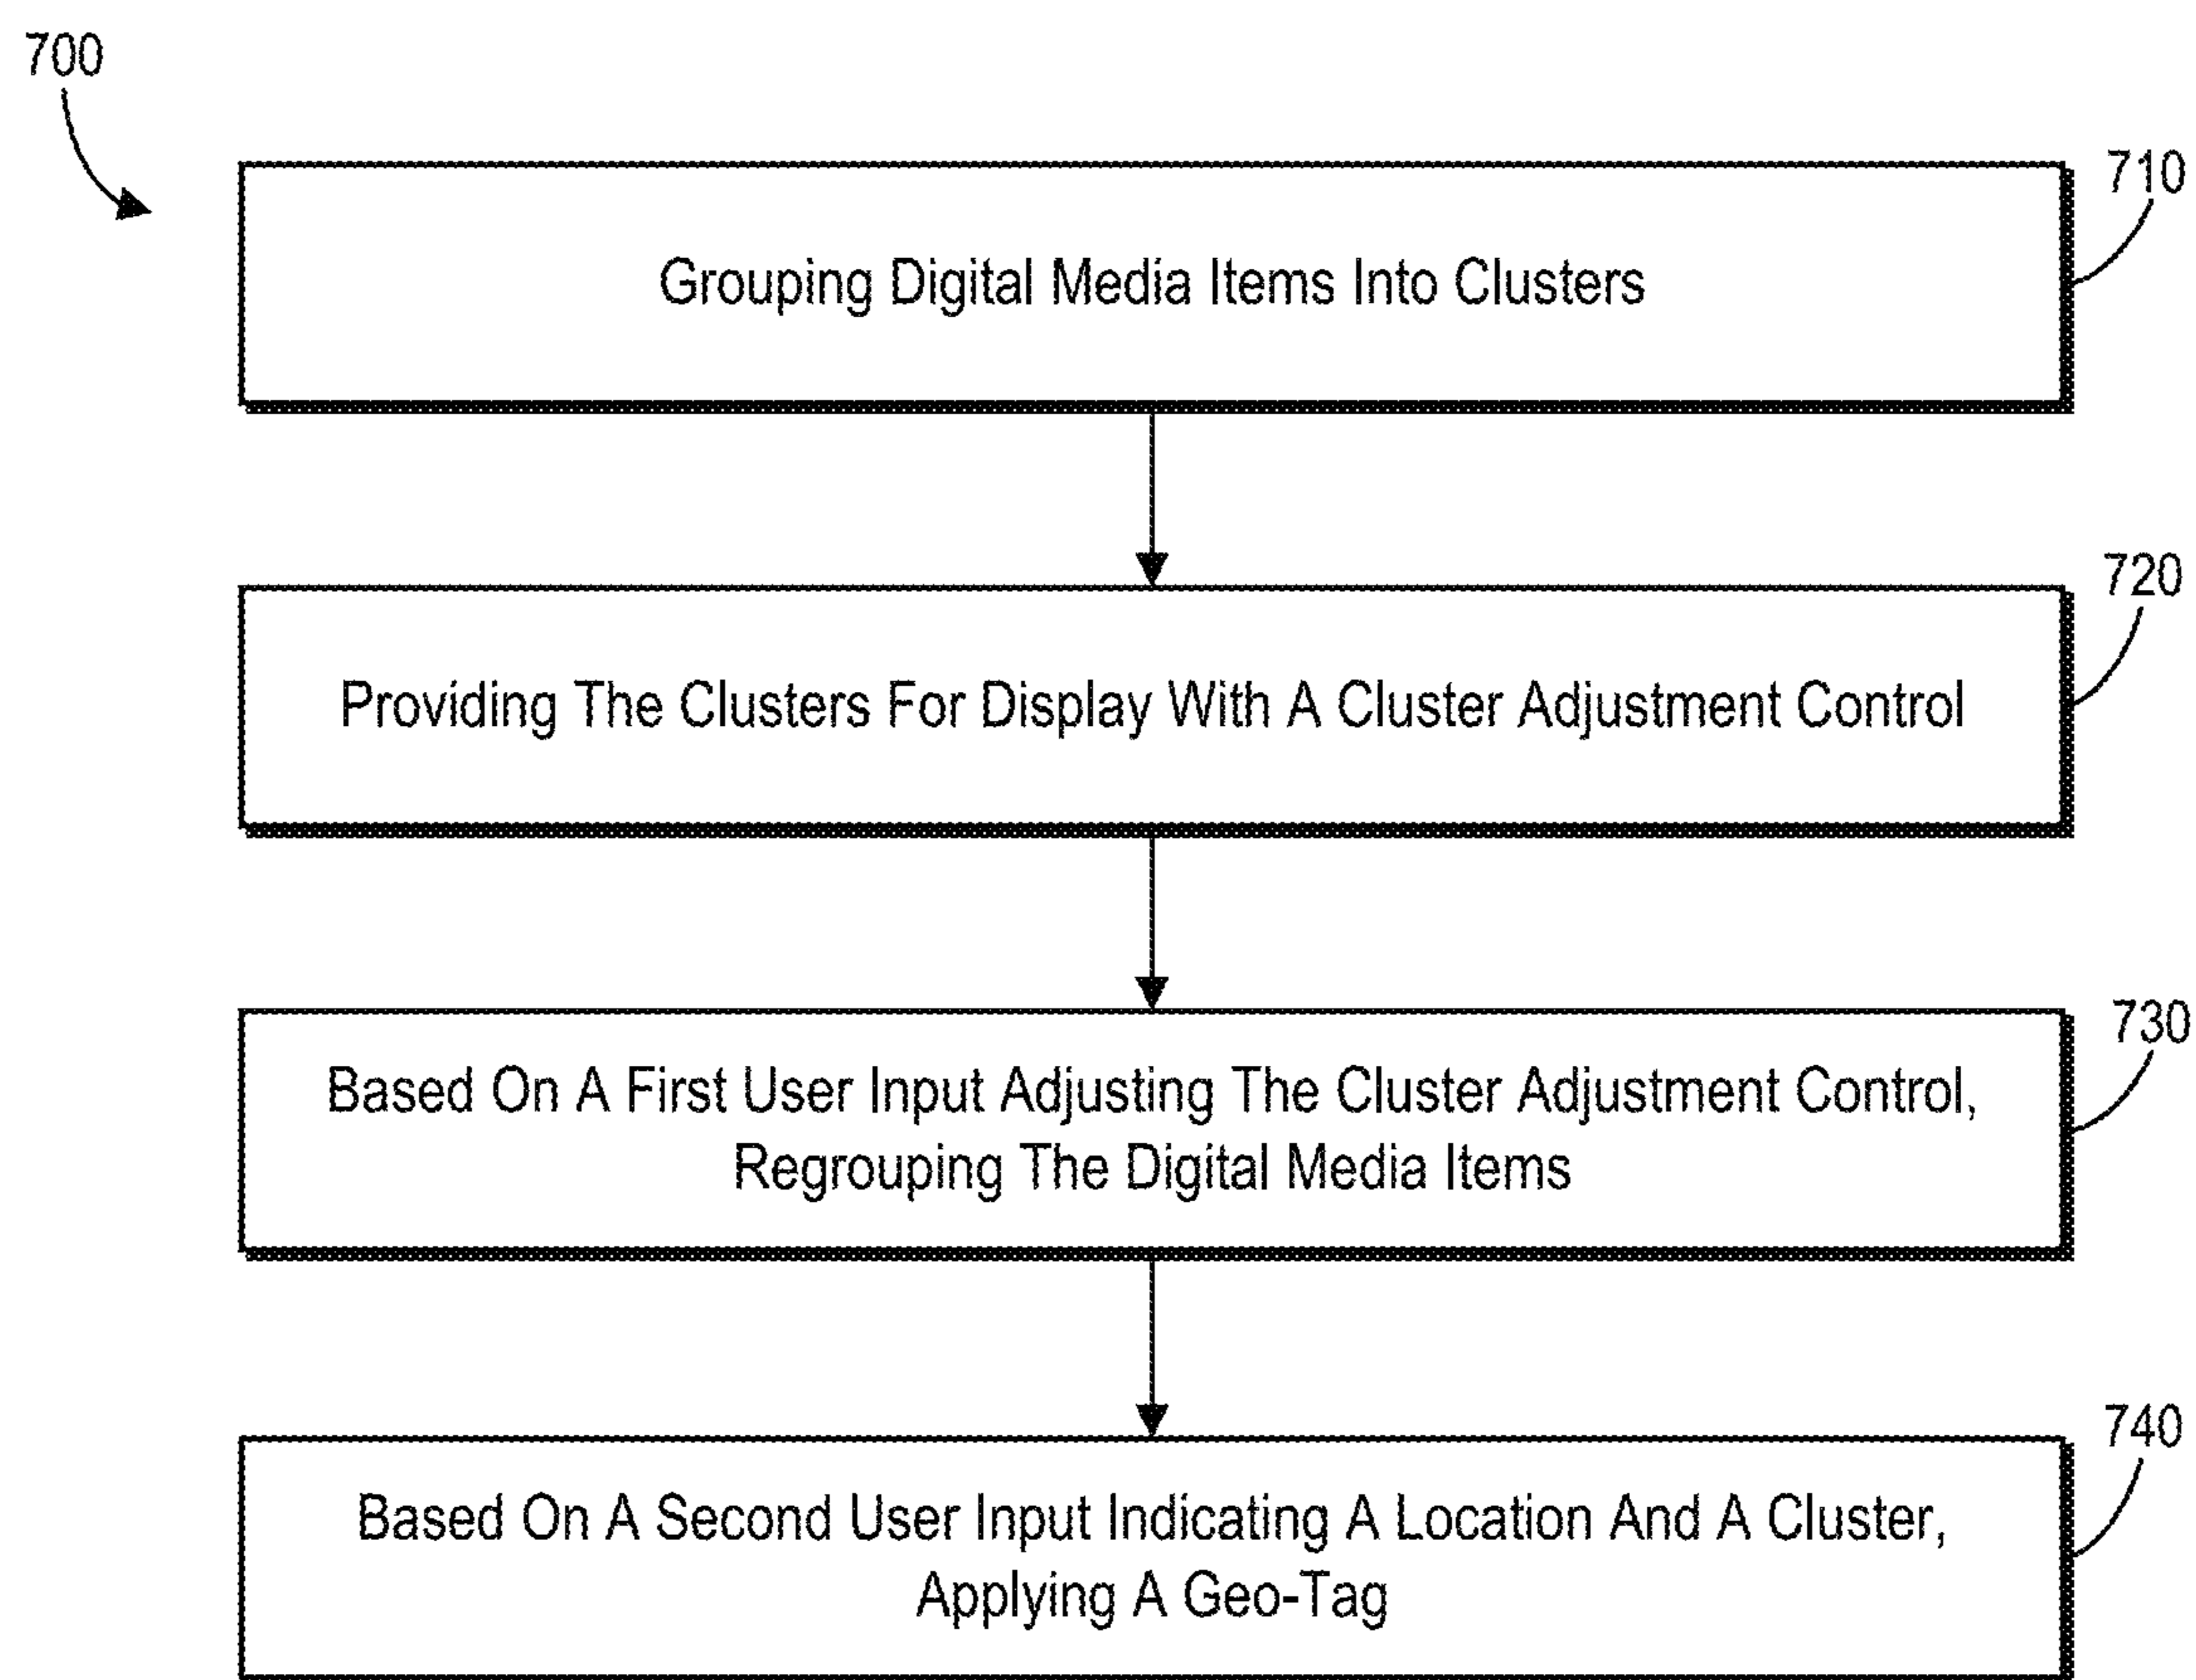 700
710
Grouping Digital Media Items Into Clusters
720
Providing The Clusters For Display With A Cluster Adjustment Control
730
Based On A First User Input Adjusting The Cluster Adjustment Control,
Regrouping The Digital Media Items
740
Based On A Second User Input Indicating A Location And A Cluster,
Applying A Geo-Tag